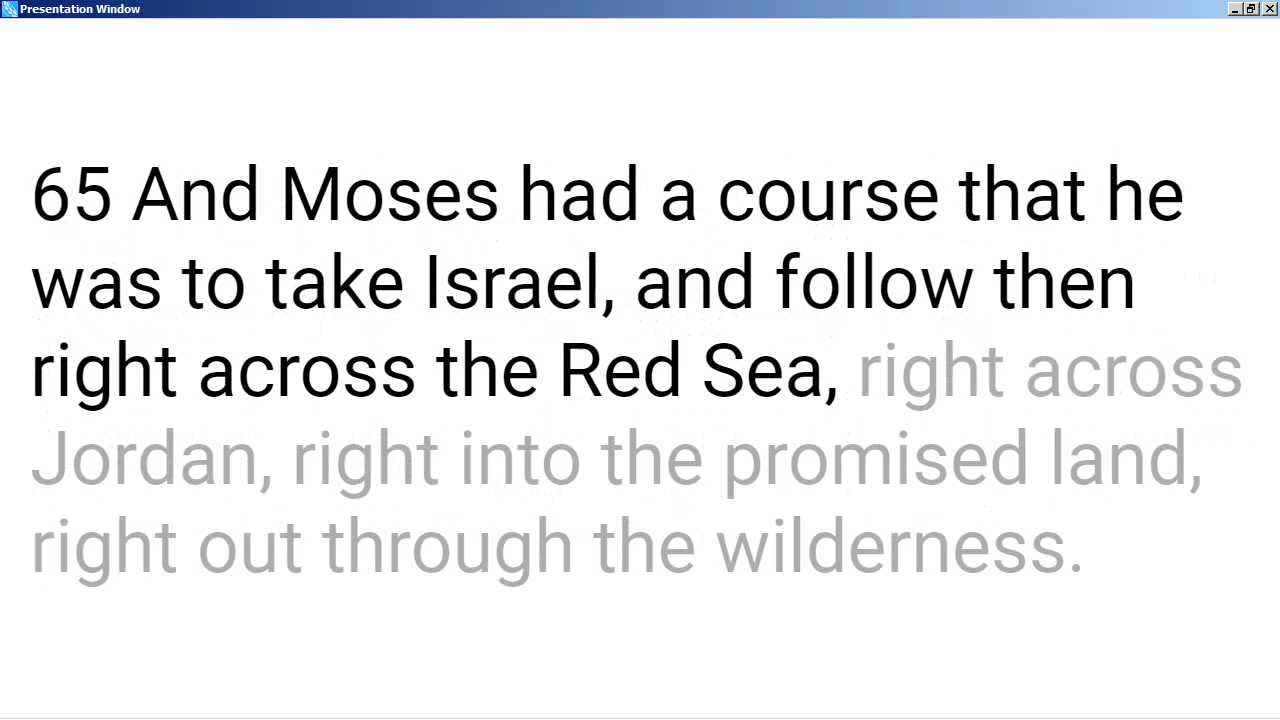 Presentation Window
65 And Moses had a course that he
was to take Israel, and follow then
right across the Red Sea, right across
Jordan, right into the promised land,
right out through the wilderness.